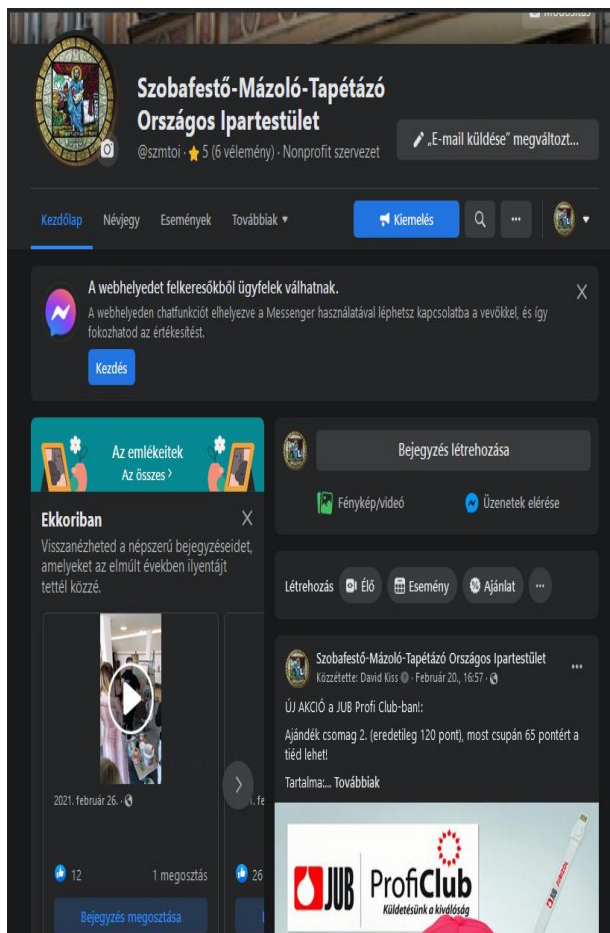 Módosítás
Szobafestő-Mázoló-Tapétázó
Országos Ipartestület
@szmtoi · 5 (6 vélemény) · Nonprofit szervezet
„E-mail küldése” megváltozt...
Kezdőlap Névjegy Események Továbbiak
Kiemelés
A webhelyedet felkeresőkből ügyfelek válhatnak.
A webhelyeden chatfunkciót elhelyezve a Messenger használatával léphetsz kapcsolatba a vevőkkel, és így
fokozhatod az értékesítést.
Kezdés
Az emlékeitek
Az összes
Ekkoriban
Visszanézheted a népszerű bejegyzéseidet,
amelyeket az elmúlt években ilyentájt
tettél közzé.
2021. február 26. ·
12 1 megosztás
26
Bejegyzés megosztása
Bejegyzés létrehozása
Fénykép/videó Üzenetek elérése
Létrehozás Élő Esemény Ajánlat
Szobafestő-Mázoló-Tapétázó Országos Ipartestület
Közzétette: David Kiss · Február 20., 16:57 ·
ÚJ AKCIÓ a JUB Profi Club-ban!:
Ajándék csomag 2. (eredetileg 120 pont), most csupán 65 pontért a
tiéd lehet!
Tartalma:... Továbbiak
JUB ProfiClub
Küldetésünk a kiválóság
JUB